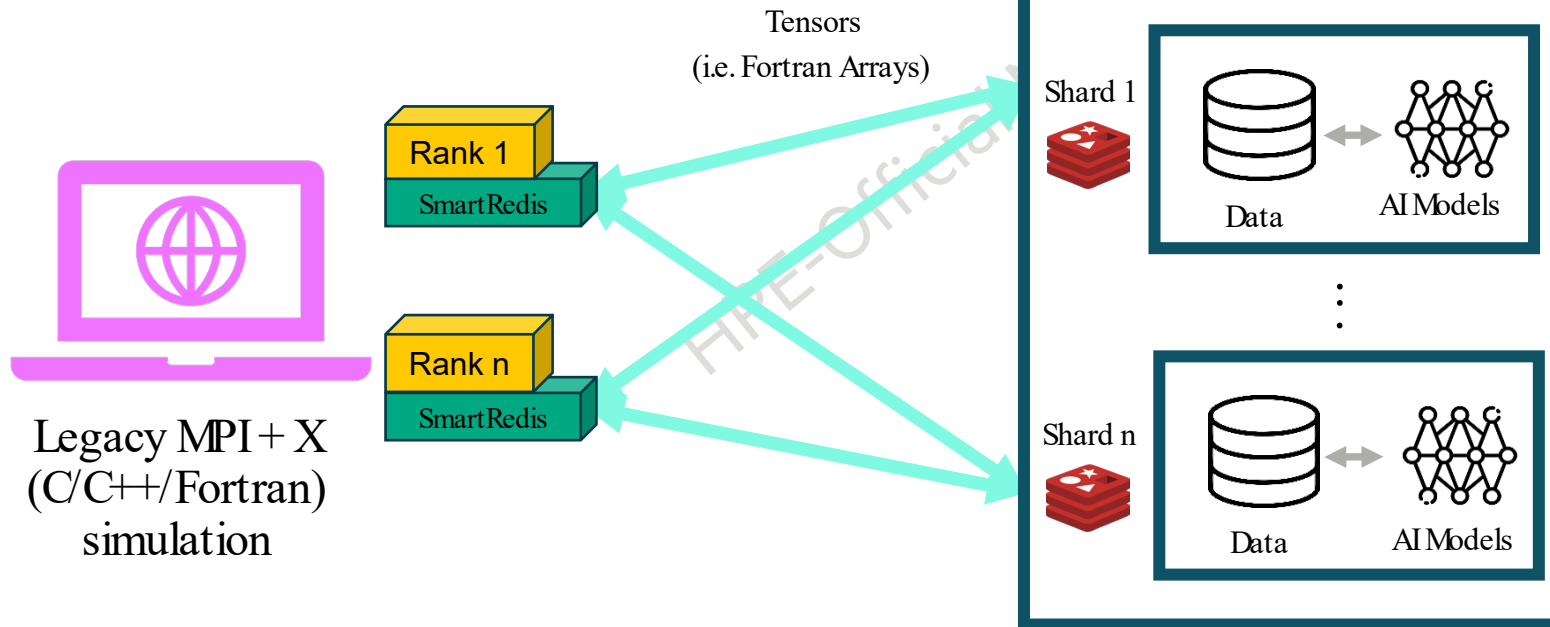 Tensors
(i.e. Fortran Arrays)
Rank 1
SmartRedis
Rank n
SmartRedis
Legacy MPI + X
(C/C++/Fortran)
simulation
HPE-Official
Shard 1
Data
AI Models
Shard n
Data
AI Models